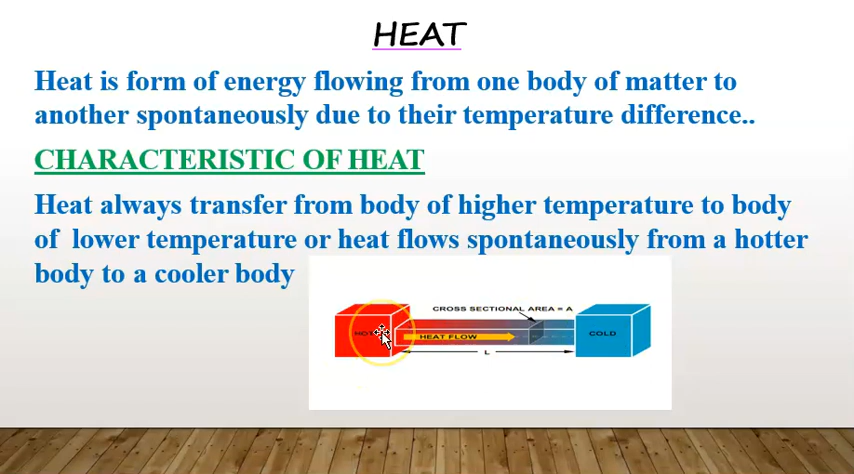 HEAT
Heat is form of energy flowing from one body of matter to
another spontaneously due to their temperature difference..
CHARACTERISTIC OF HEAT
Heat always transfer from body of higher temperature to body
of lower temperature or heat flows spontaneously from a hotter
body to a cooler body
CROSS SECTIONAL AREA = A
HOT
HEAT FLOW
COLD
L